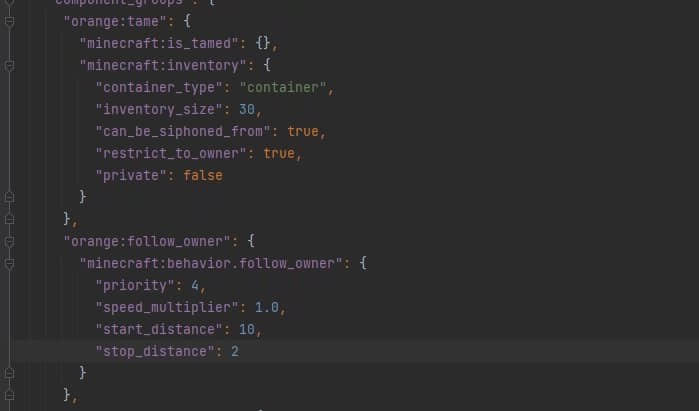 component_groups": {
"orange:tame": {
"minecraft:is_tamed": {},
"minecraft:inventory": {
"container_type": "container",
"inventory_size": 30,
"can_be_siphoned_from": true,
"restrict_to_owner": true,
"private": false
}
},
"orange:follow_owner": {
"minecraft:behavior.follow_owner": {
"priority": 4,
"speed_multiplier": 1.0,
"start_distance": 10,
"stop_distance": 2
}
},